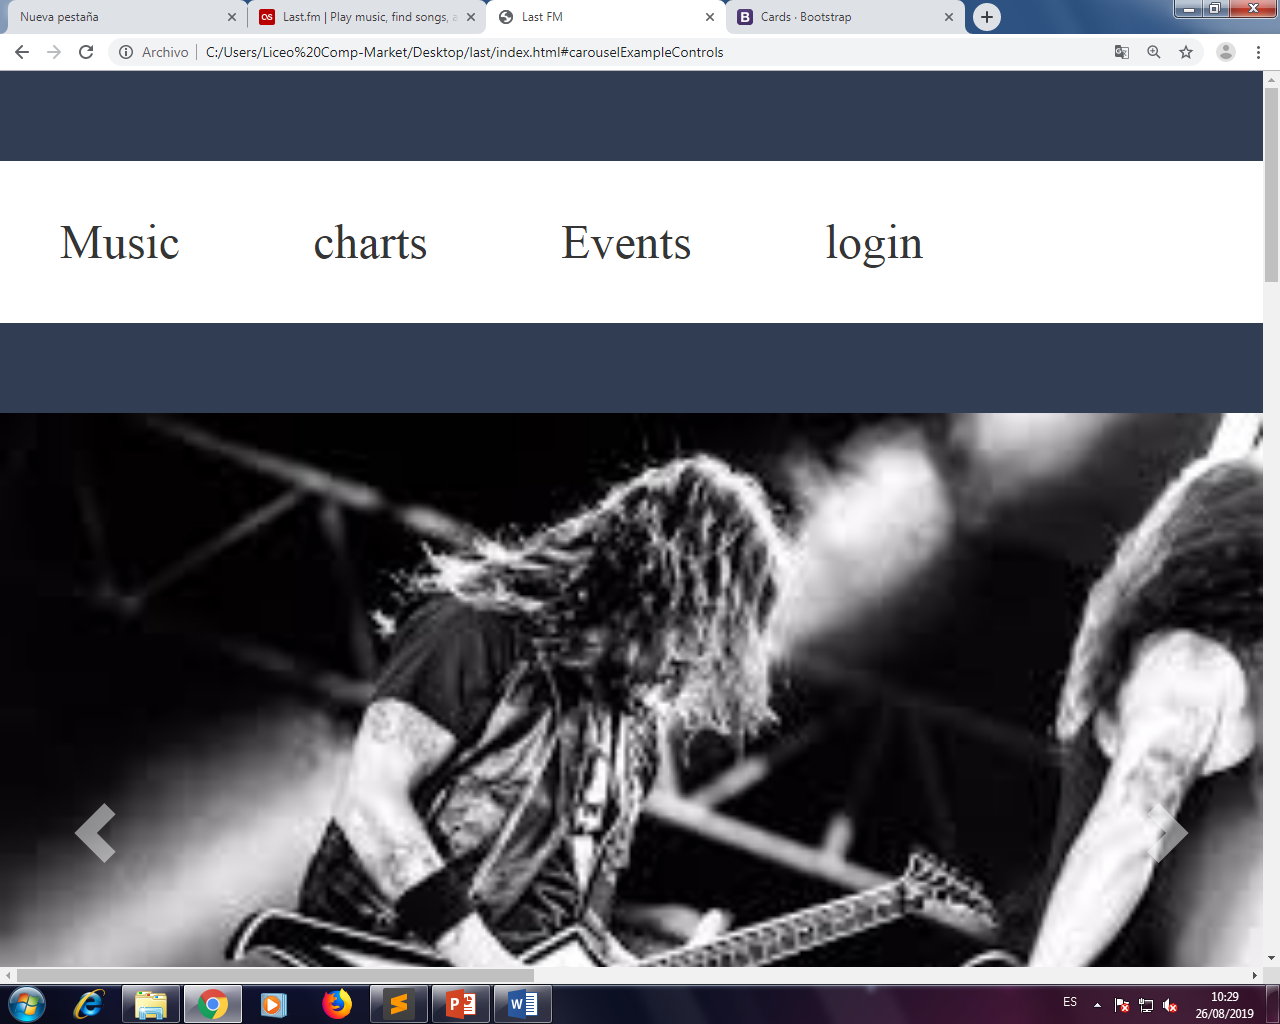 Nueva pestaña
Last.fm | Play music, find songs, a
Last FM
B Cards · Bootstrap
Archivo C:/Users/Liceo%20Comp-Market/Desktop/last/index.html#carouselExampleControls
Music charts Events login
ES
10:29
26/08/2019